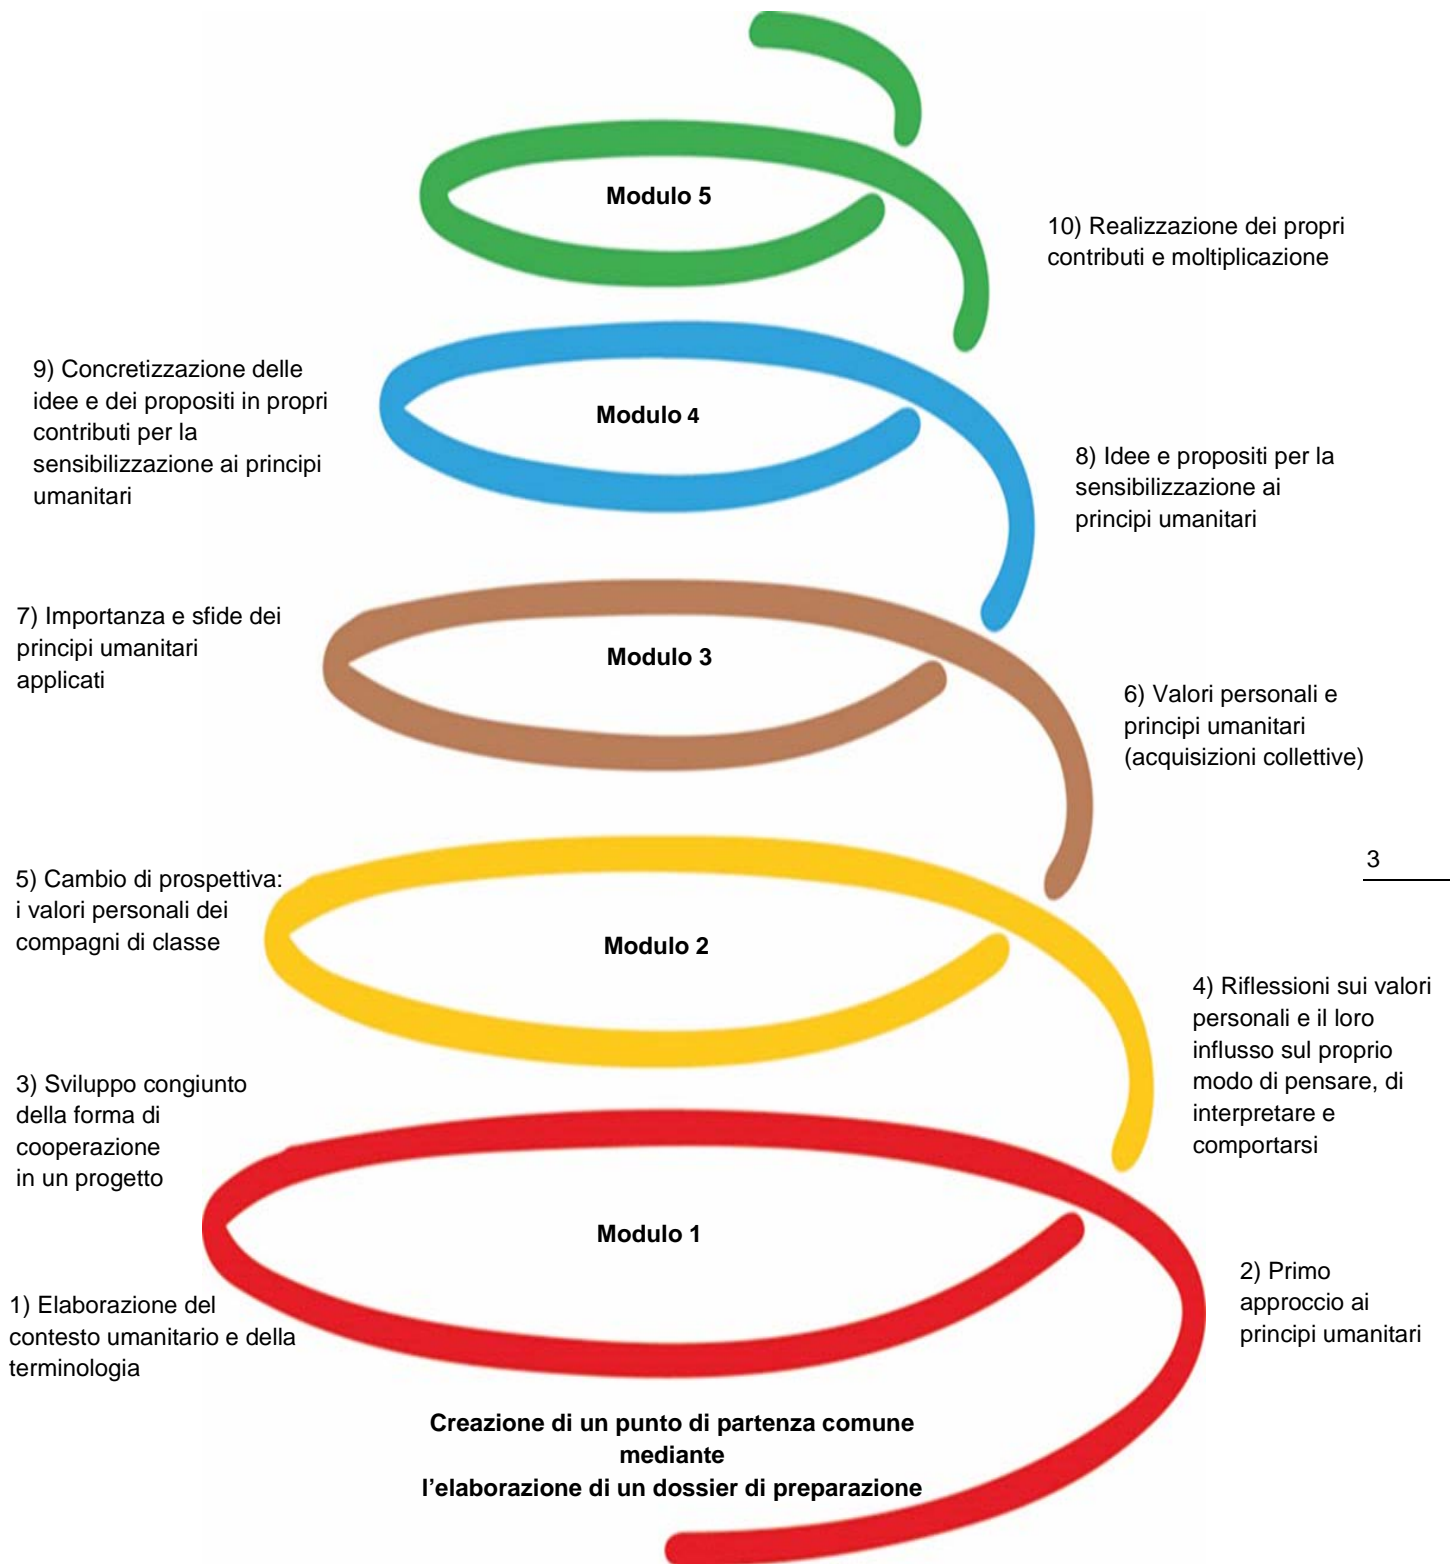 Modulo 5
10) Realizzazione dei propri
contributi e moltiplicazione
9) Concretizzazione delle
idee e dei propositi in propri
contributi per la
sensibilizzazione ai principi
umanitari
Modulo 4
8) Idee e propositi per la
sensibilizzazione ai
principi umanitari
7) Importanza e sfide dei
principi umanitari
applicati
Modulo 3
6) Valori personali e
principi umanitari
(acquisizioni collettive)
3
5) Cambio di prospettiva:
i valori personali dei
compagni di classe
Modulo 2
4) Riflessioni sui valori
personali e il loro
influsso sul proprio
modo di pensare, di
interpretare e
comportarsi
3) Sviluppo congiunto
della forma di
cooperazione
in un progetto
Modulo 1
2) Primo
approccio ai
principi umanitari
1) Elaborazione del
contesto umanitario e della
terminologia
Creazione di un punto di partenza comune
mediante
l’elaborazione di un dossier di preparazione